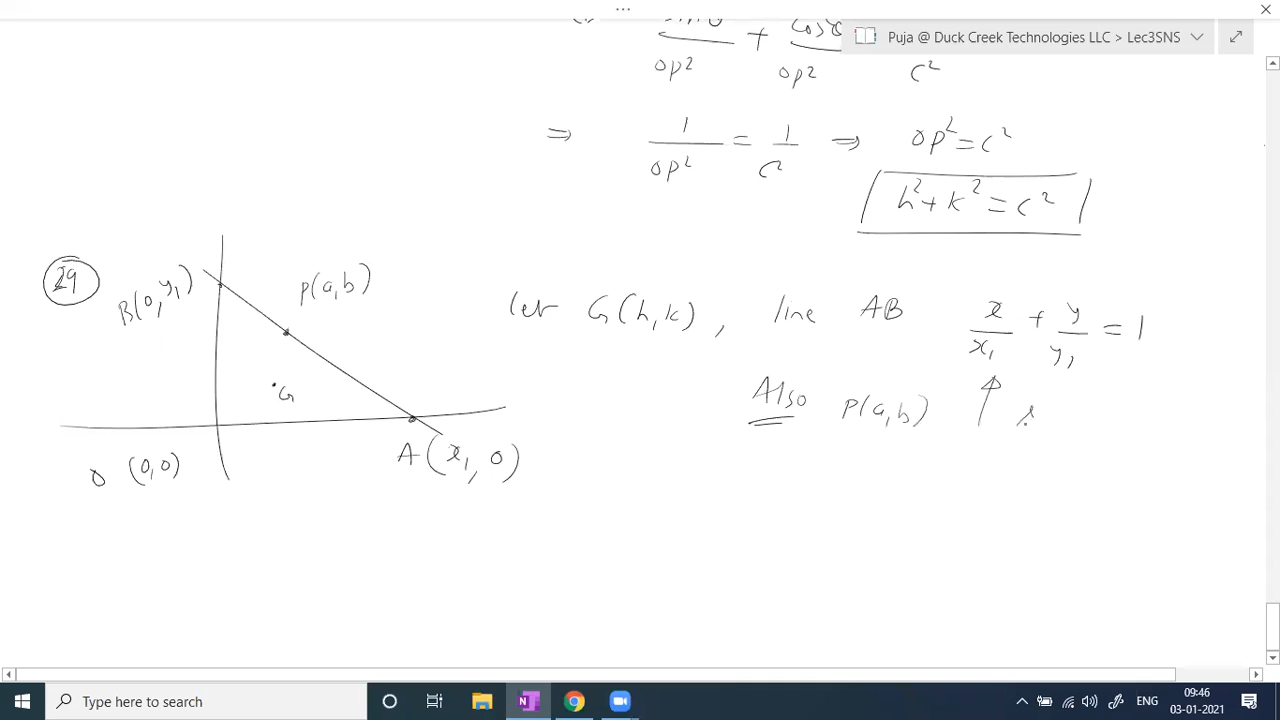 Puja @ Duck Creek Technologies LLC > Lec3SNS
OP² + OP² C²
⇒ 1/OP² = 1/C² ⇒ OP² = C²
h² + k² = C²
29
B(0, y₁) P(a, b)
let G(h, k), line AB x/x₁ + y/y₁ = 1
Also P(a, b) ↑
G
A(x₁, 0)
O (0, 0)
Type here to search
ENG
09:46
03-01-2021